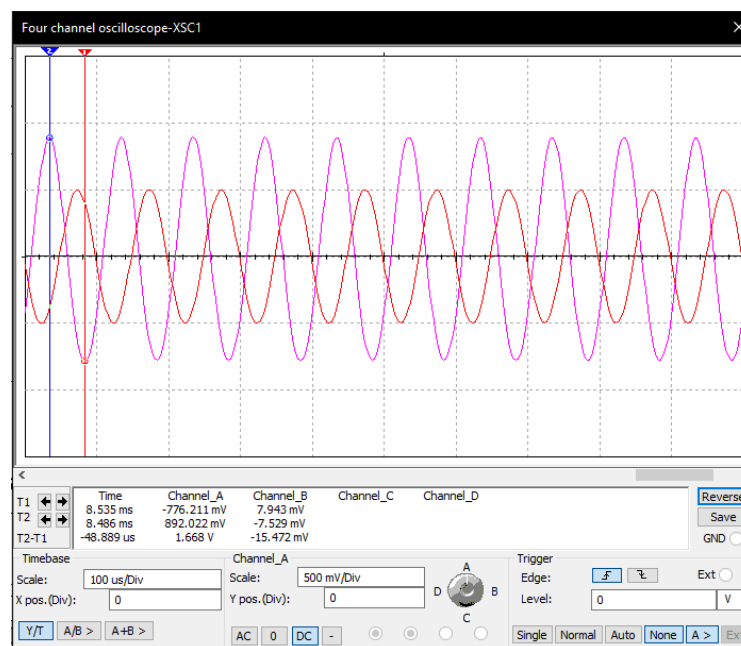 Four channel oscilloscope-XSC1
2 1
Time Channel_A Channel_B Channel_C Channel_D
T1 8.535 ms -776.211 mV 7.943 mV
T2 8.486 ms 892.022 mV -7.529 mV
T2-T1 -48.889 us 1.668 V -15.472 mV
Reverse
Save
GND
Timebase
Scale: 100 us/Div
X pos.(Div): 0
Y/T A/B > A+B >
Channel_A
Scale: 500 mV/Div
Y pos.(Div): 0
AC 0 DC -
A
D B
C
Trigger
Edge: Ext
Level: 0 V
Single Normal Auto None A > Ext